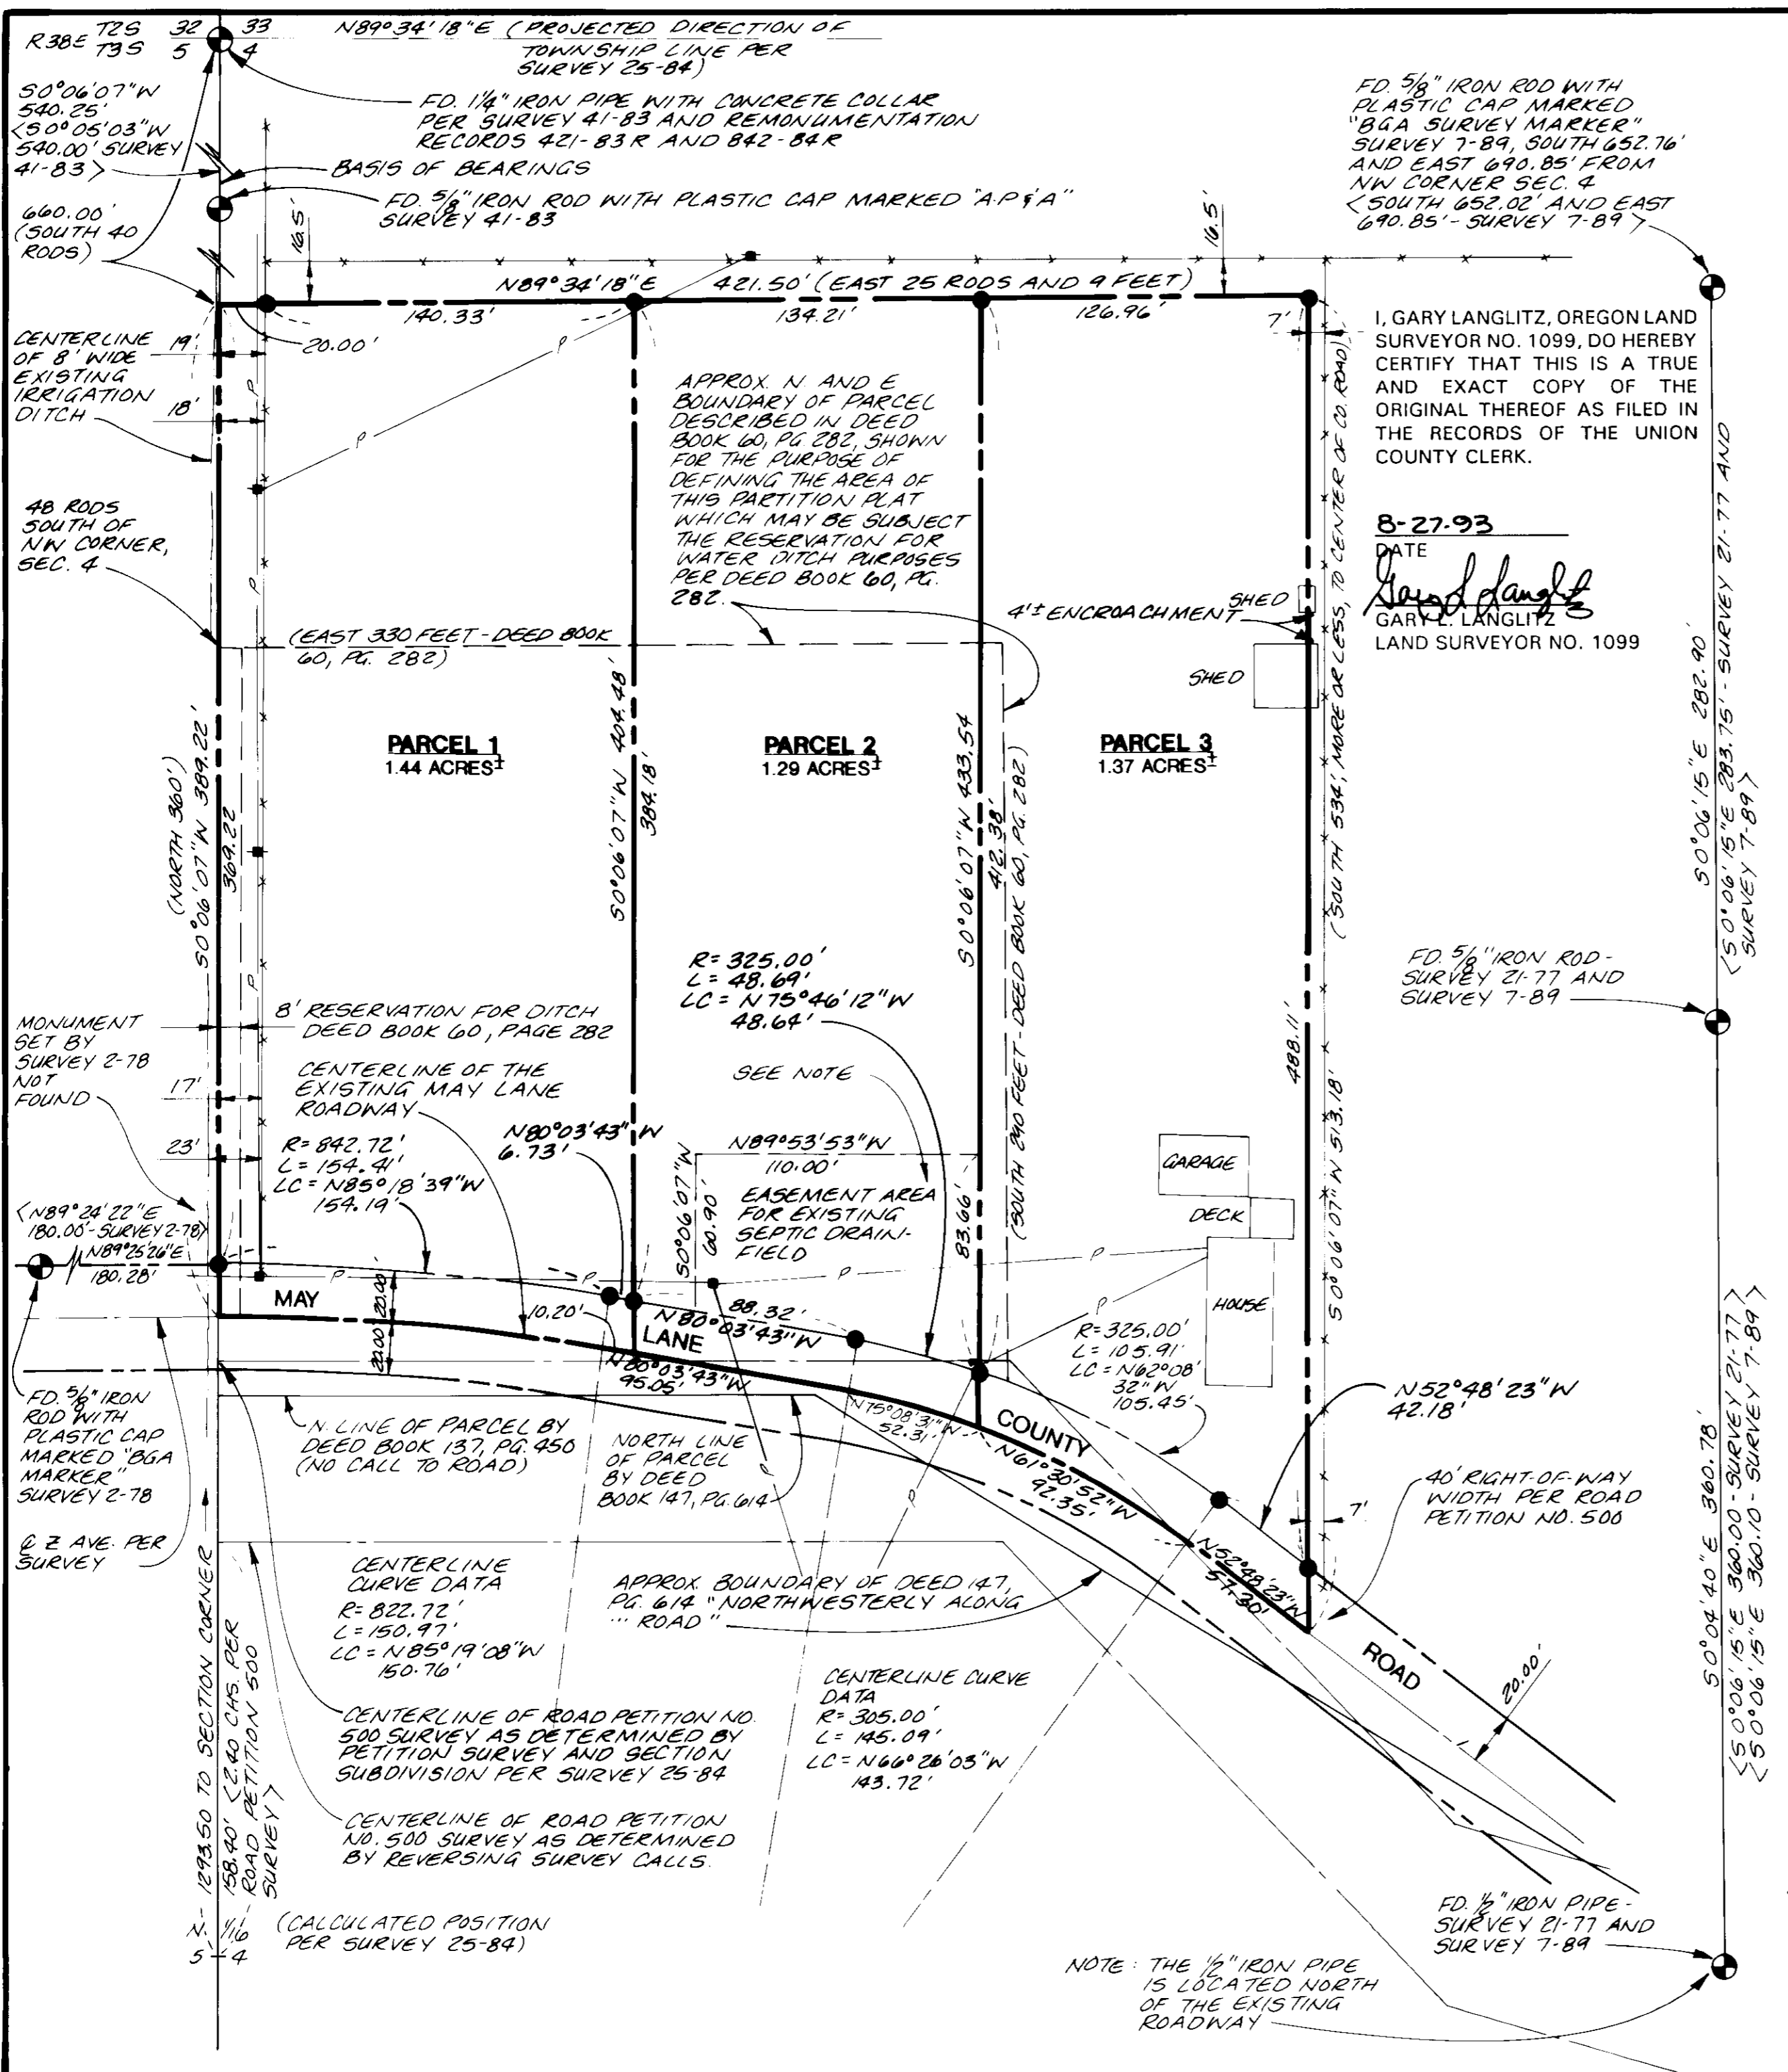 R38E T2S 32 33
T3S 5 4
N89°34'18"E (PROJECTED DIRECTION OF
TOWNSHIP LINE PER
SURVEY 25-84)
S0°06'07"W
540.25'
<S0°05'03"W
540.00' SURVEY
41-83>
FD. 1¼" IRON PIPE WITH CONCRETE COLLAR
PER SURVEY 41-83 AND REMONUMENTATION
RECORDS 421-83R AND 842-84R
BASIS OF BEARINGS
FD. 5/8" IRON ROD WITH PLASTIC CAP MARKED "A.P.&A"
SURVEY 41-83
660.00'
(SOUTH 40
RODS)
FD. 5/8" IRON ROD WITH
PLASTIC CAP MARKED
"BGA SURVEY MARKER"
SURVEY 7-89, SOUTH 652.76'
AND EAST 690.85' FROM
NW CORNER SEC. 4
<SOUTH 652.02' AND EAST
690.85' - SURVEY 7-89>
16.5'
16.5'
N89°34'18"E 421.50' (EAST 25 RODS AND 9 FEET)
140.33'
134.21'
126.96'
7'
20.00'
CENTERLINE
OF 8' WIDE
EXISTING
IRRIGATION
DITCH
19'
18'
I, GARY LANGLITZ, OREGON LAND
SURVEYOR NO. 1099, DO HEREBY
CERTIFY THAT THIS IS A TRUE
AND EXACT COPY OF THE
ORIGINAL THEREOF AS FILED IN
THE RECORDS OF THE UNION
COUNTY CLERK.
8-27-93
DATE
GARY L. LANGLITZ
LAND SURVEYOR NO. 1099
APPROX. N AND E
BOUNDARY OF PARCEL
DESCRIBED IN DEED
BOOK 60, PG. 282, SHOWN
FOR THE PURPOSE OF
DEFINING THE AREA OF
THIS PARTITION PLAT
WHICH MAY BE SUBJECT
THE RESERVATION FOR
WATER DITCH PURPOSES
PER DEED BOOK 60, PG.
282.
48 RODS
SOUTH OF
NW CORNER,
SEC. 4
4'± ENCROACHMENT
SHED
SHED
(EAST 330 FEET - DEED BOOK
60, PG. 282)
PARCEL 1
1.44 ACRES±
PARCEL 2
1.29 ACRES±
PARCEL 3
1.37 ACRES±
(NORTH 360')
S0°06'07"W 389.22'
369.22
S0°06'07"W 404.48'
384.18'
S0°06'07"W 433.54
412.38'
(SOUTH 240 FEET - DEED BOOK 60, PG. 282)
(SOUTH 534', MORE OR LESS, TO CENTER OF CO. ROAD)
488.11'
S0°06'07"W 513.18'
S0°06'15"E 282.90'
<S0°06'15"E 283.75' - SURVEY 21-77 AND
SURVEY 7-89>
FD. 5/8" IRON ROD -
SURVEY 21-77 AND
SURVEY 7-89
R=325.00'
L=48.69'
LC=N75°46'12"W
48.64'
8' RESERVATION FOR DITCH
DEED BOOK 60, PAGE 282
MONUMENT
SET BY
SURVEY 2-78
NOT
FOUND
17'
23'
CENTERLINE OF THE
EXISTING MAY LANE
ROADWAY
R=842.72'
L=154.41'
LC=N85°18'39"W
154.19'
N80°03'43"W
6.73'
SEE NOTE
N89°53'53"W
110.00'
S0°06'07"W
60.90'
EASEMENT AREA
FOR EXISTING
SEPTIC DRAIN-
FIELD
83.66'
GARAGE
DECK
HOUSE
<N89°24'22"E
180.00' - SURVEY 2-78>
N89°25'26"E
180.28'
MAY
20.00'
20.00'
10.20'
LANE
88.32'
N80°03'43"W
N80°03'43"W
95.05'
N75°08'31"W
52.31'
COUNTY
N61°30'52"W
92.35'
R=325.00'
L=105.91'
LC=N62°08'
32"W
105.45'
N52°48'23"W
42.18'
N52°48'23"W
57.30'
7'
40' RIGHT-OF-WAY
WIDTH PER ROAD
PETITION NO. 500
ROAD
20.00'
FD. 5/8" IRON
ROD WITH
PLASTIC CAP
MARKED "BGA
MARKER"
SURVEY 2-78
℄ Z AVE. PER
SURVEY
N. LINE OF PARCEL BY
DEED BOOK 137, PG. 450
(NO CALL TO ROAD)
NORTH LINE
OF PARCEL
BY DEED
BOOK 147, PG. 614
CENTERLINE
CURVE DATA
R=822.72'
L=150.97'
LC=N85°19'08"W
150.76'
APPROX. BOUNDARY OF DEED 147,
PG. 614 "NORTHWESTERLY ALONG
... ROAD"
CENTERLINE CURVE
DATA
R=305.00'
L=145.09'
LC=N66°26'03"W
143.72'
CENTERLINE OF ROAD PETITION NO.
500 SURVEY AS DETERMINED BY
PETITION SURVEY AND SECTION
SUBDIVISION PER SURVEY 25-84
CENTERLINE OF ROAD PETITION
NO. 500 SURVEY AS DETERMINED
BY REVERSING SURVEY CALLS.
1293.50 TO SECTION CORNER
158.40' <2.40 CHS. PER
ROAD PETITION 500
SURVEY>
N. 1/16
5 4
(CALCULATED POSITION
PER SURVEY 25-84)
S0°04'40"E 360.78'
<S0°06'15"E 360.00 - SURVEY 21-77>
<S0°06'15"E 360.10 - SURVEY 7-89>
FD. ½" IRON PIPE -
SURVEY 21-77 AND
SURVEY 7-89
NOTE: THE ½" IRON PIPE
IS LOCATED NORTH
OF THE EXISTING
ROADWAY